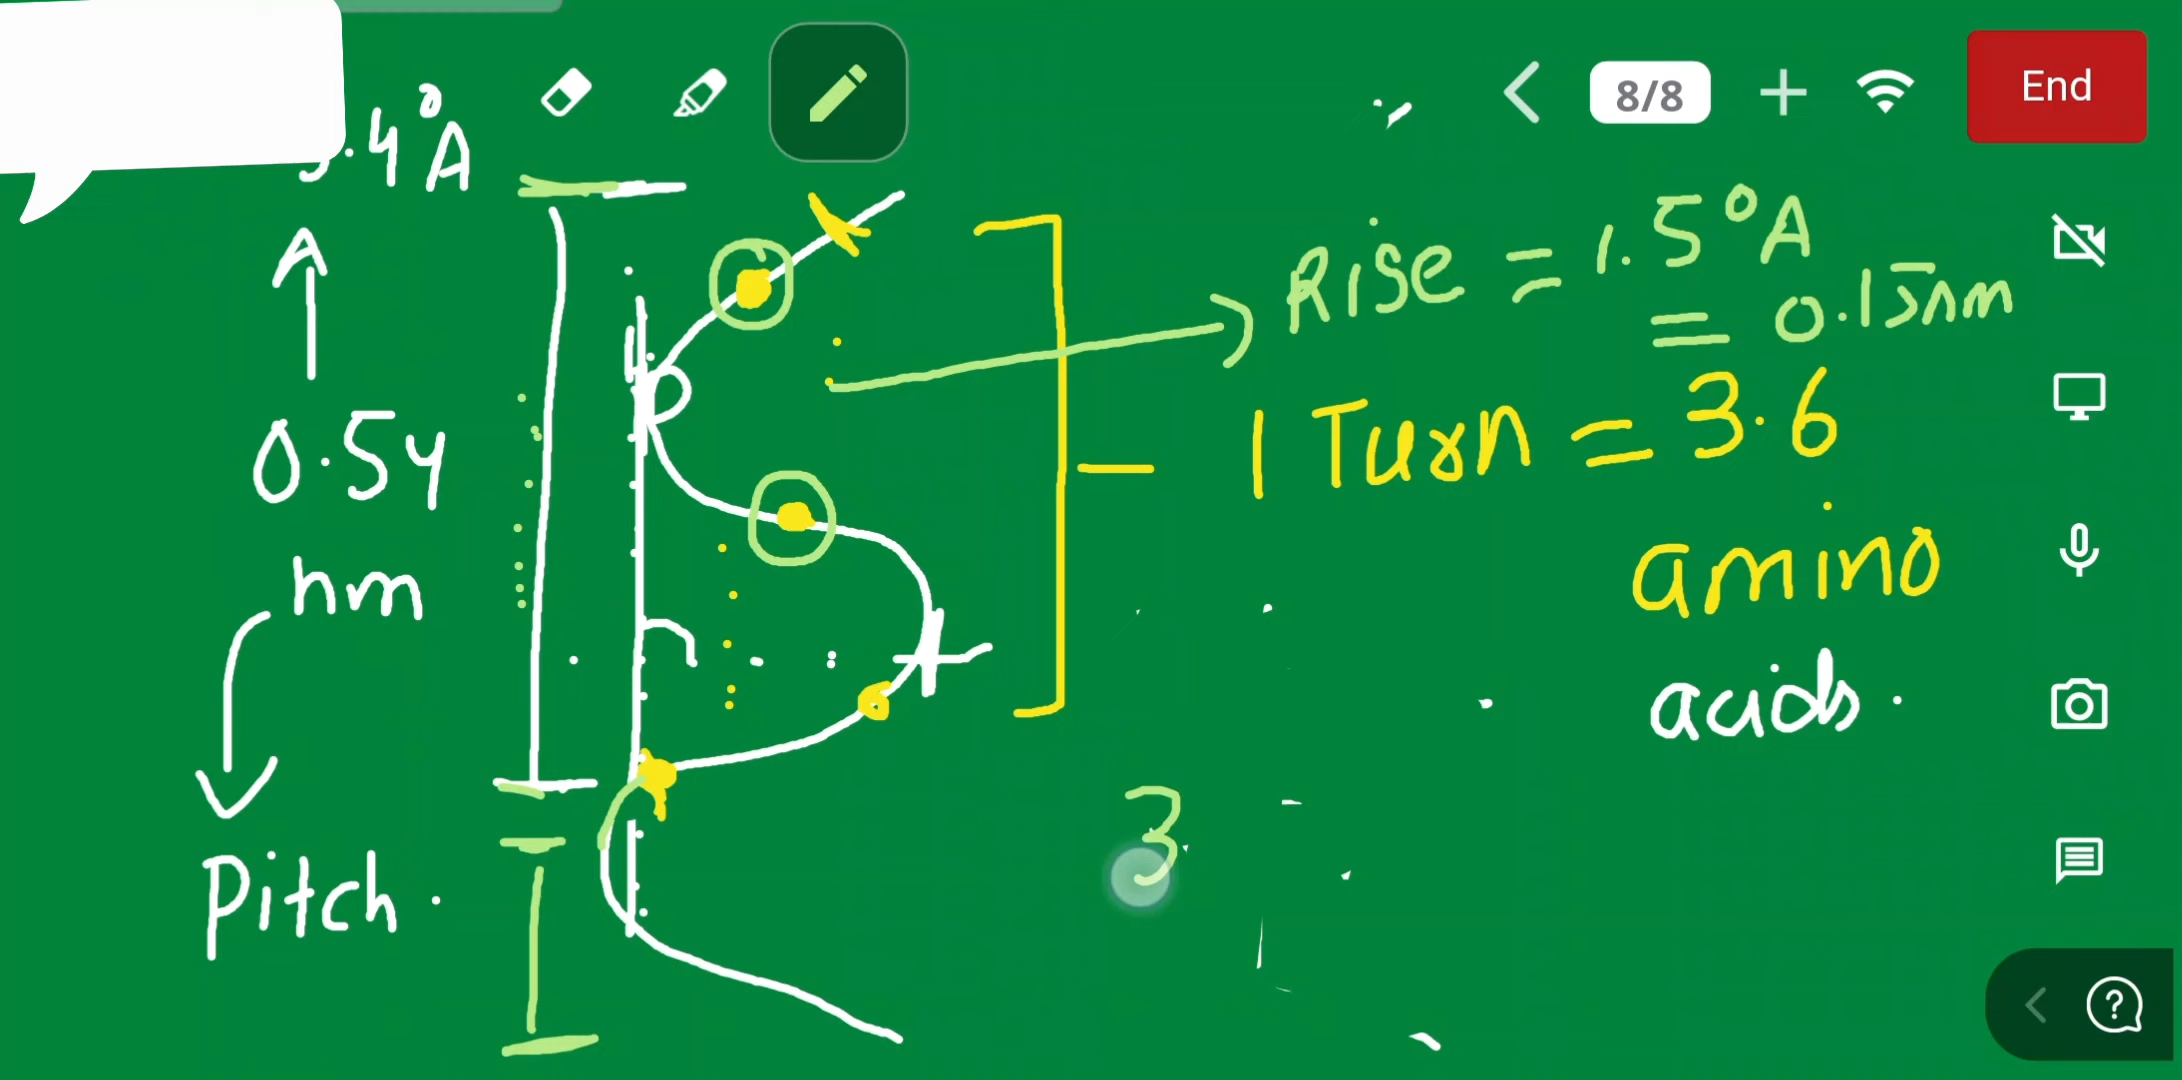 .4°A
0.54
nm
Pitch.
8/8
End
Rise = 1.5°A
= 0.15nm
1 Turn = 3.6
amino
acids.
3